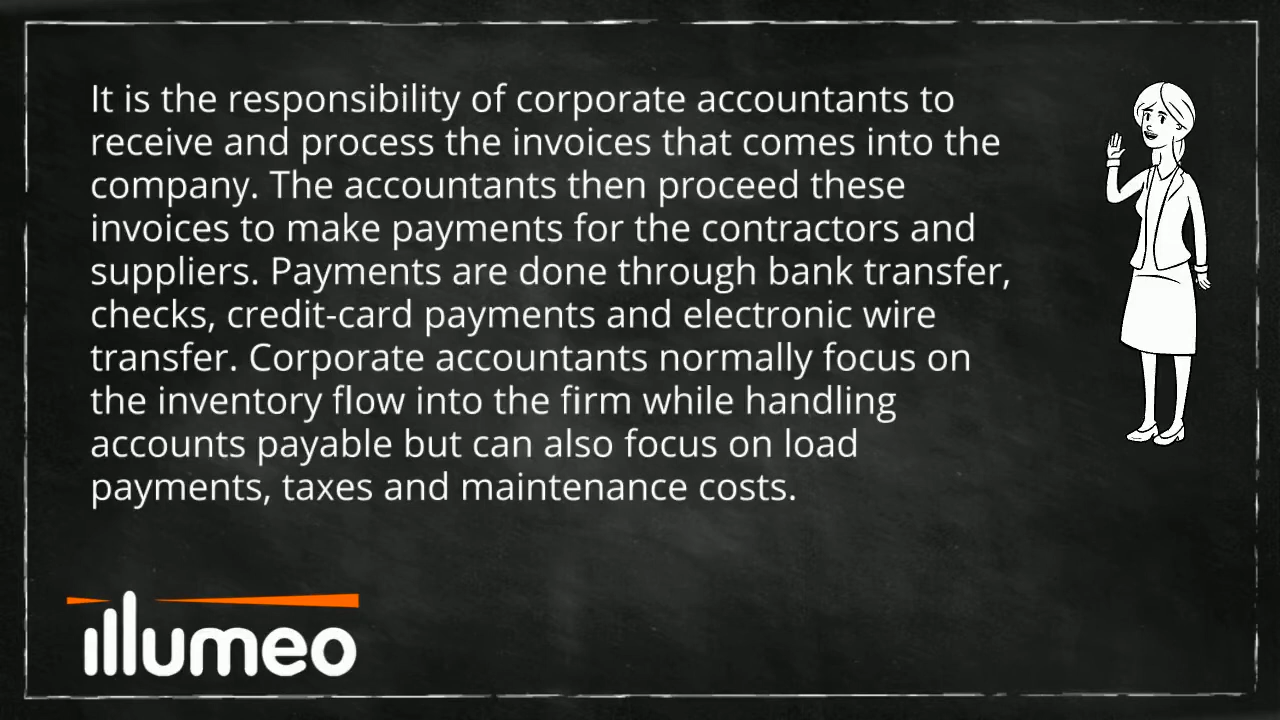 It is the responsibility of corporate accountants to
receive and process the invoices that comes into the
company. The accountants then proceed these
invoices to make payments for the contractors and
suppliers. Payments are done through bank transfer,
checks, credit-card payments and electronic wire
transfer. Corporate accountants normally focus on
the inventory flow into the firm while handling
accounts payable but can also focus on load
payments, taxes and maintenance costs.
illumeo